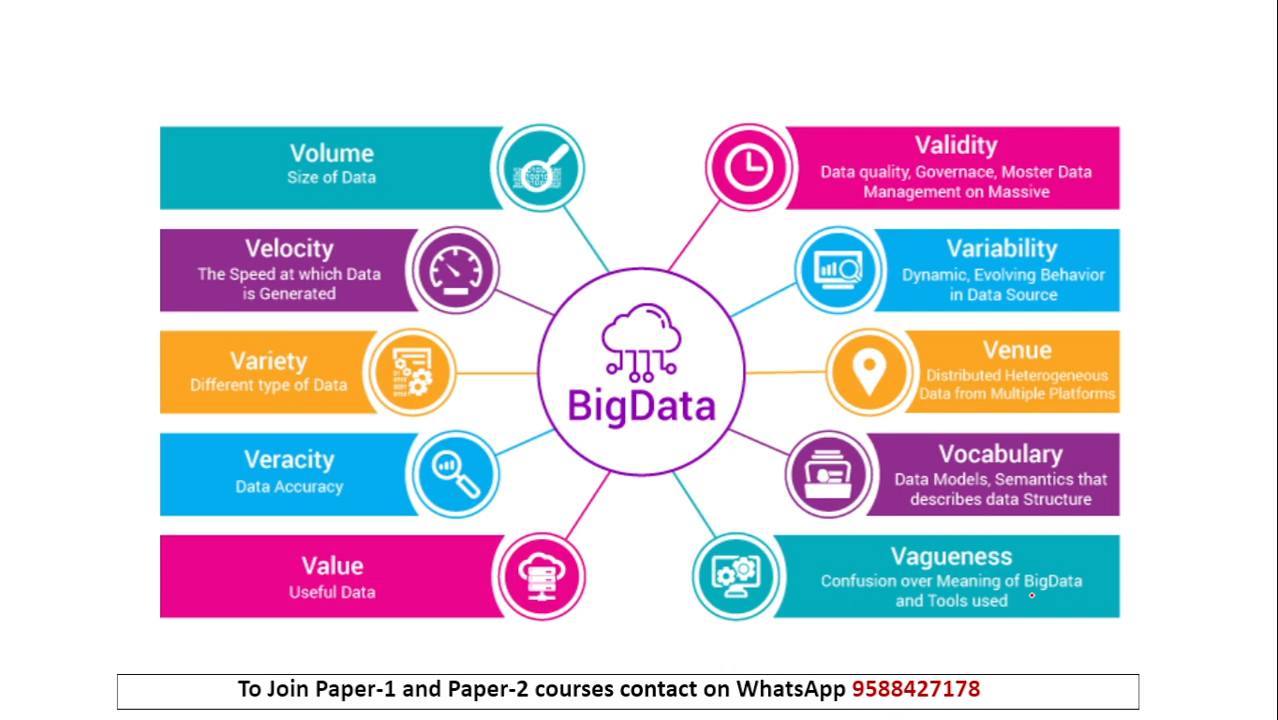 Volume
Size of Data
Velocity
The Speed at which Data
is Generated
Variety
Different type of Data
Veracity
Data Accuracy
Value
Useful Data
BigData
Validity
Data quality, Governace, Moster Data
Management on Massive
Variability
Dynamic, Evolving Behavior
in Data Source
Venue
Distributed Heterogeneous
Data from Multiple Platforms
Vocabulary
Data Models, Semantics that
describes data Structure
Vagueness
Confusion over Meaning of BigData
and Tools used
To Join Paper-1 and Paper-2 courses contact on WhatsApp 9588427178